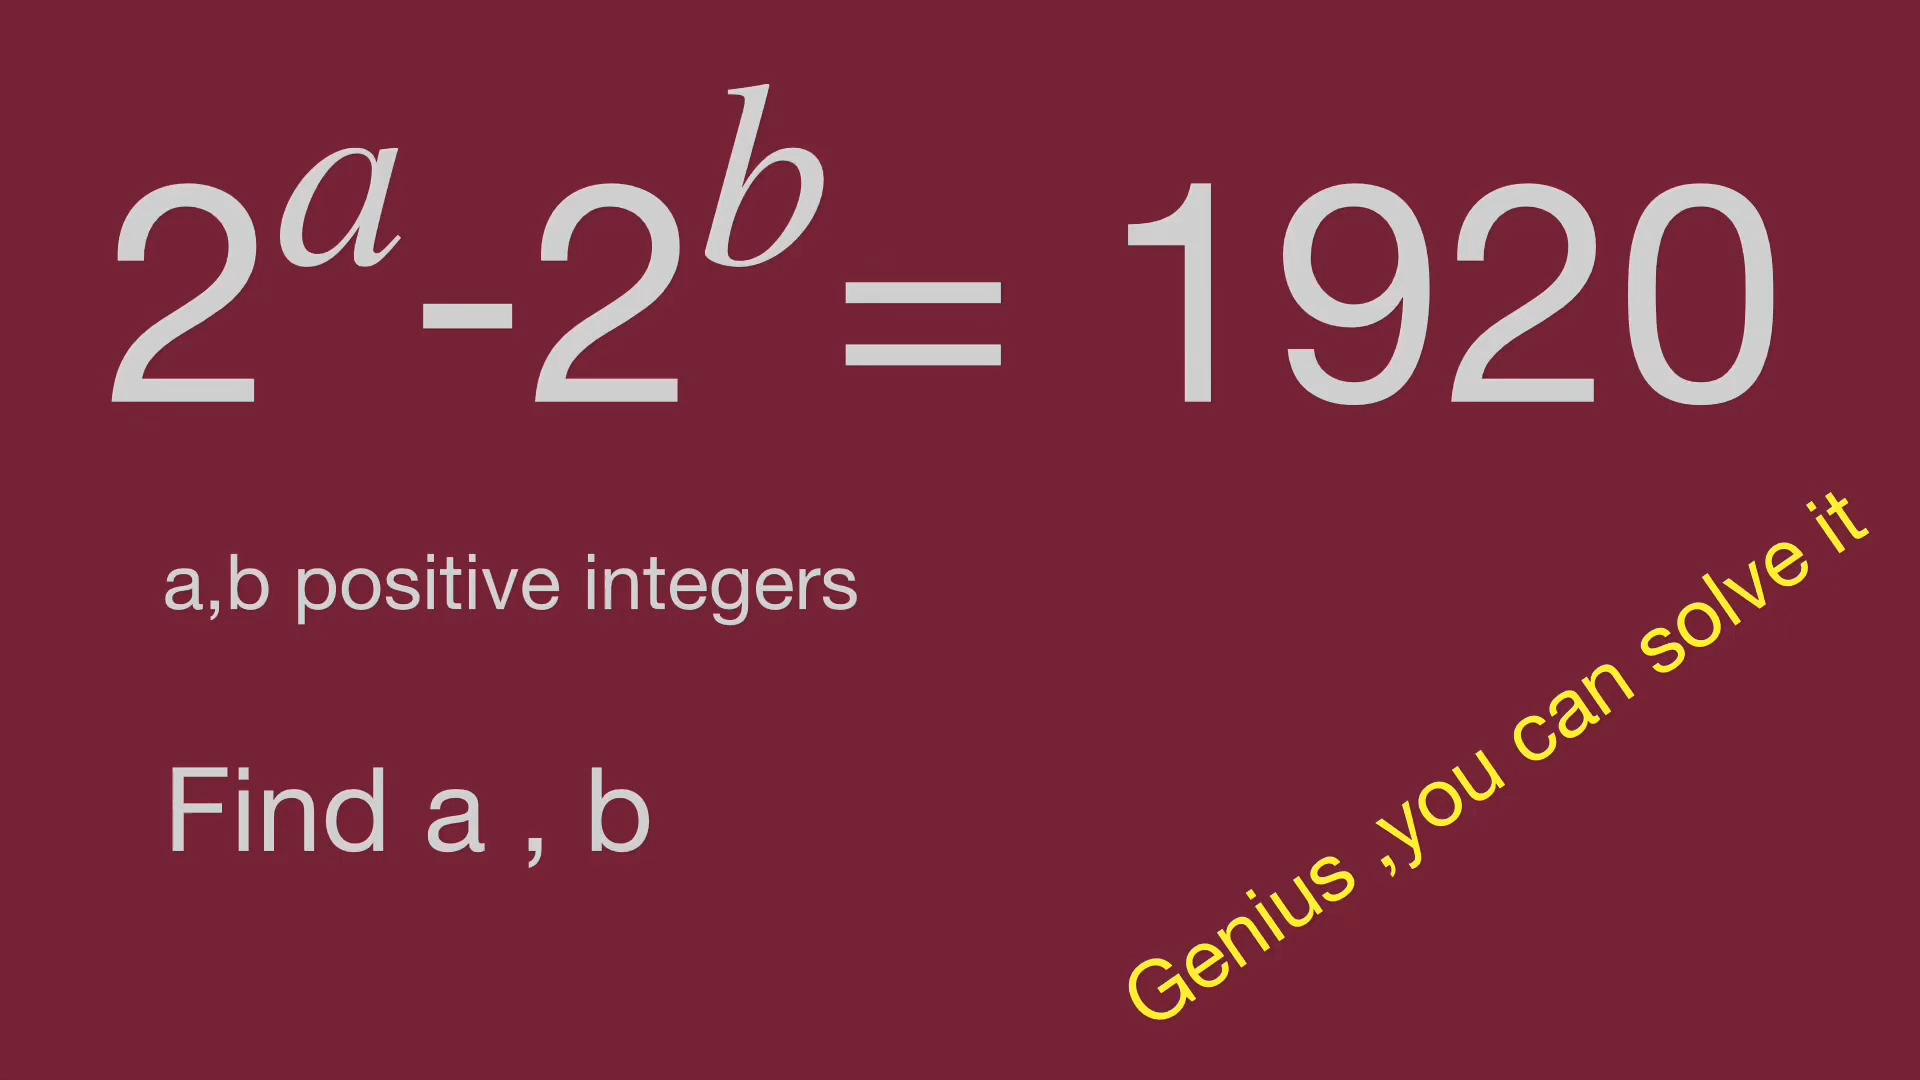 2^a-2^b= 1920
a,b positive integers
Find a , b
Genius ,you can solve it